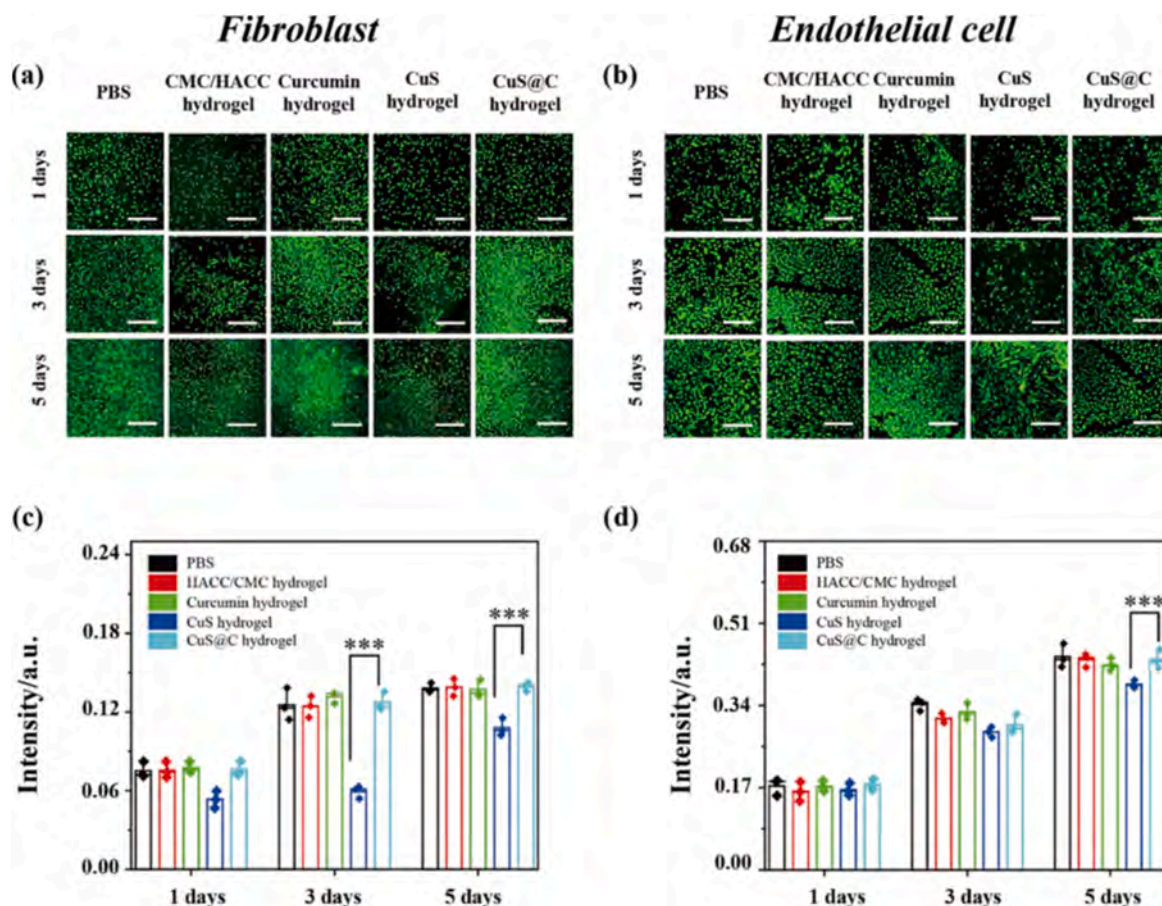 Fibroblast
Endothelial cell
(a)
PBS
CMC/HACC hydrogel
Curcumin hydrogel
CuS hydrogel
CuS@C hydrogel
1 days
3 days
5 days
(b)
PBS
CMC/HACC hydrogel
Curcumin hydrogel
CuS hydrogel
CuS@C hydrogel
1 days
3 days
5 days
(c)
Intensity/a.u.
0.24
0.18
0.12
0.06
0.00
PBS
HACC/CMC hydrogel
Curcumin hydrogel
CuS hydrogel
CuS@C hydrogel
***
***
1 days
3 days
5 days
(d)
Intensity/a.u.
0.68
0.51
0.34
0.17
0.00
PBS
HACC/CMC hydrogel
Curcumin hydrogel
CuS hydrogel
CuS@C hydrogel
***
1 days
3 days
5 days